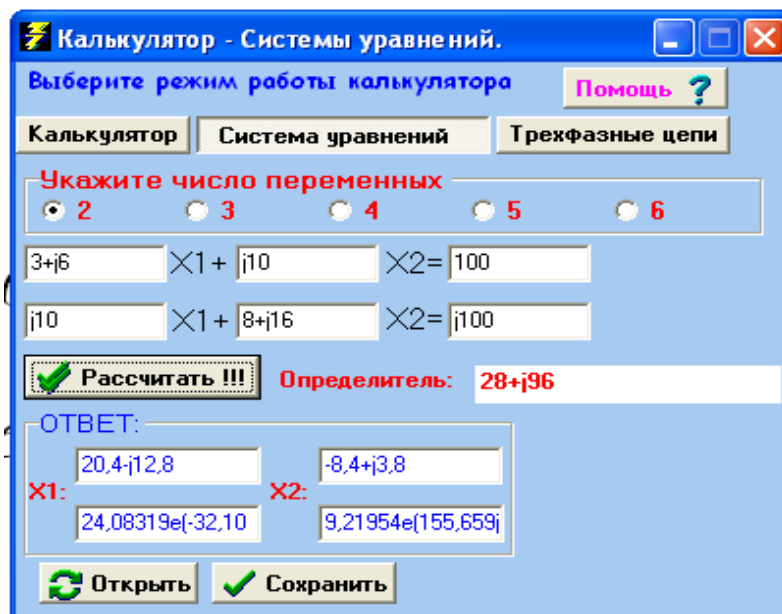 Калькулятор - Системы уравнений.
Выберите режим работы калькулятора Помощь ?
Калькулятор Система уравнений Трехфазные цепи
Укажите число переменных
2 3 4 5 6
3+j6 X1+ j10 X2= 100
j10 X1+ 8+j16 X2= j100
Рассчитать !!! Определитель: 28+j96
ОТВЕТ:
20,4-j12,8 -8,4+j3,8
X1: X2:
24,08319e(-32,10 9,21954e(155,659j
Открыть Сохранить